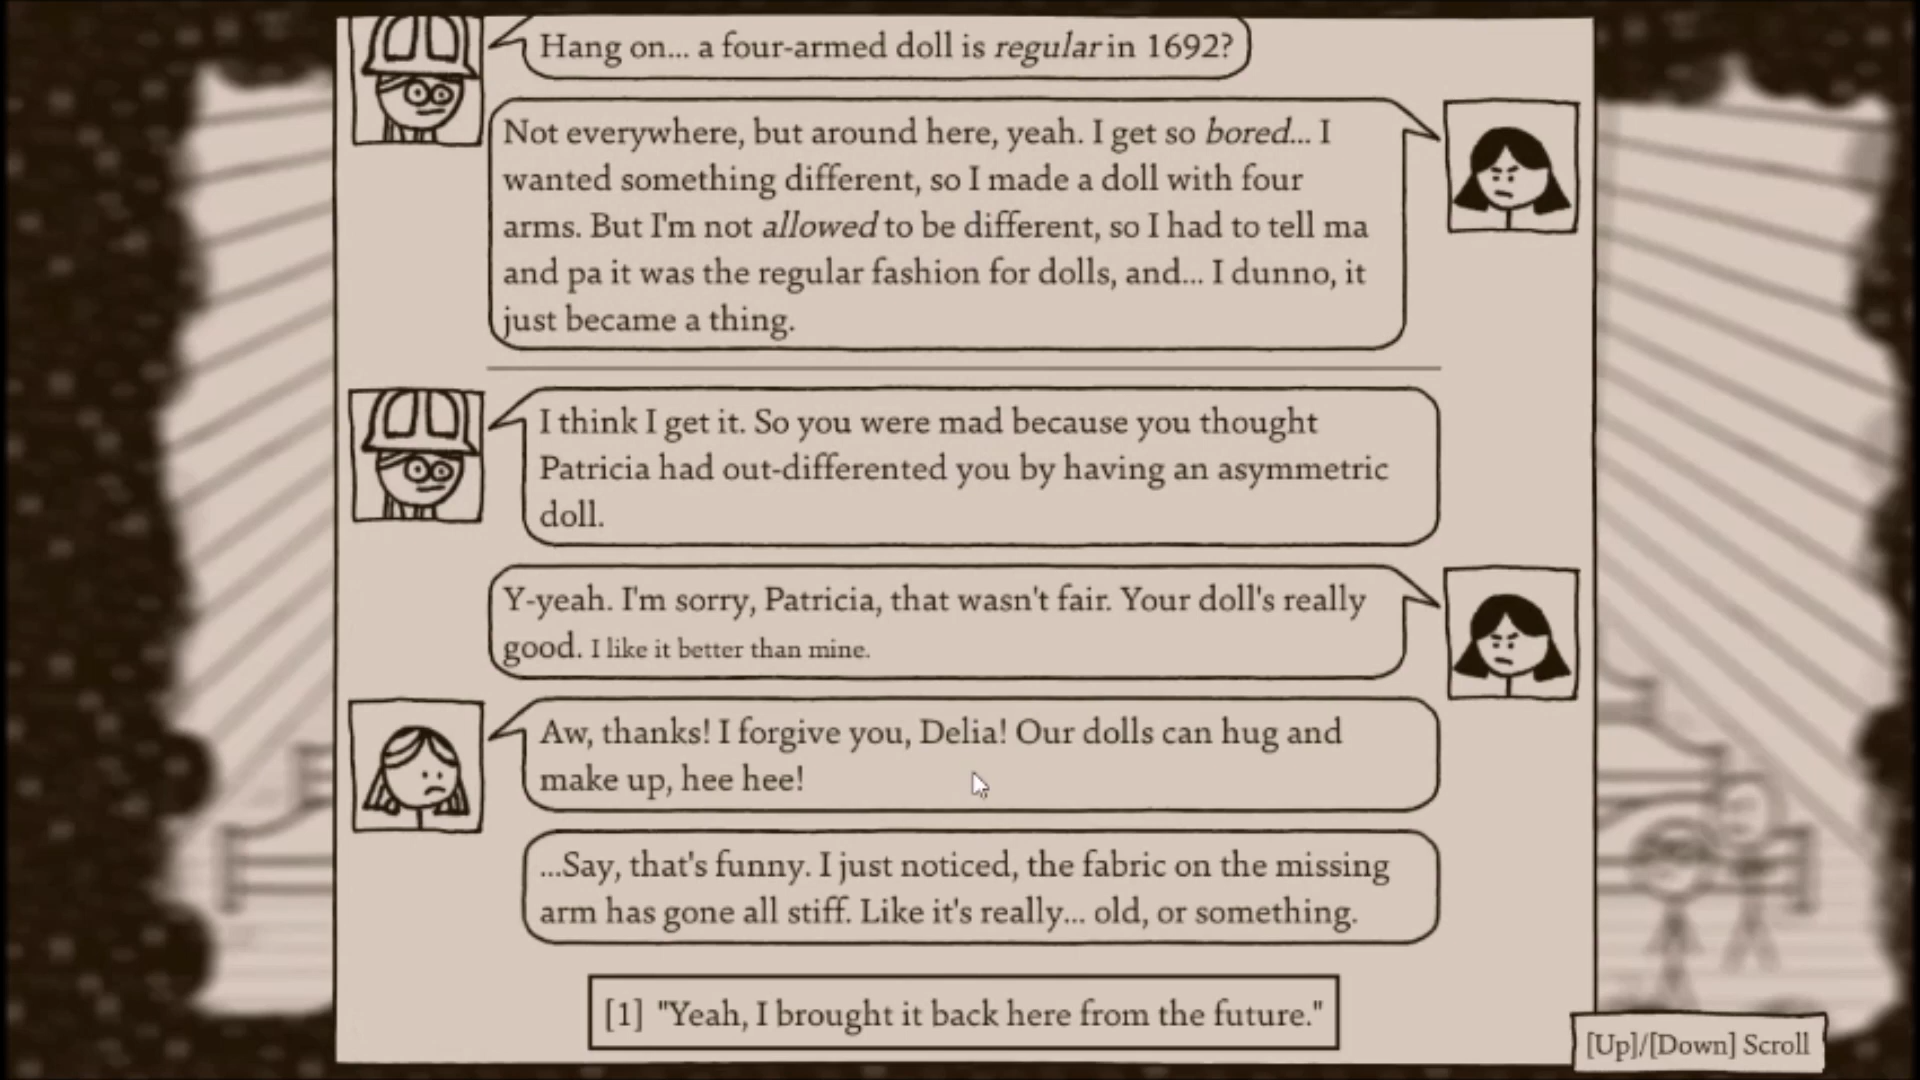 Hang on... a four-armed doll is regular in 1692?
Not everywhere, but around here, yeah. I get so bored... I
wanted something different, so I made a doll with four
arms. But I'm not allowed to be different, so I had to tell ma
and pa it was the regular fashion for dolls, and... I dunno, it
just became a thing.
I think I get it. So you were mad because you thought
Patricia had out-differented you by having an asymmetric
doll.
Y-yeah. I'm sorry, Patricia, that wasn't fair. Your doll's really
good. I like it better than mine.
Aw, thanks! I forgive you, Delia! Our dolls can hug and
make up, hee hee!
...Say, that's funny. I just noticed, the fabric on the missing
arm has gone all stiff. Like it's really... old, or something.
[1] "Yeah, I brought it back here from the future."
[Up]/[Down] Scroll